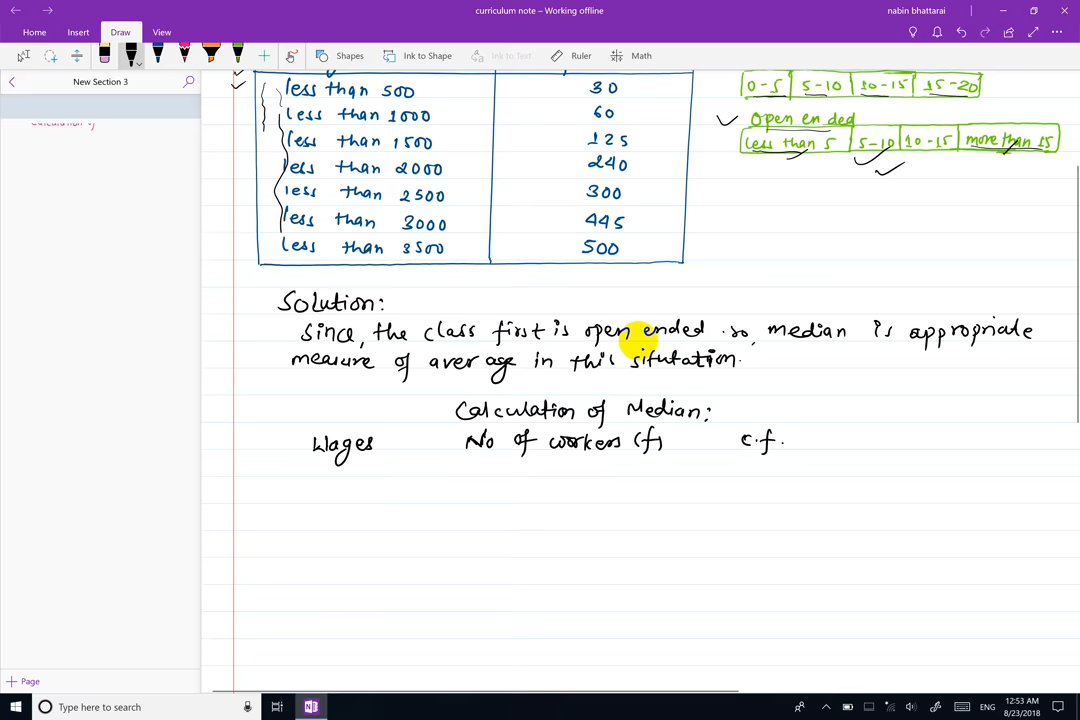 curriculum note – Working offline
nabin bhattarai
Home Insert Draw View
Shapes Ink to Shape Ink to Text Ruler Math
New Section 3
Calculation of
less than 500 30
less than 1000 60
less than 1500 125
less than 2000 240
less than 2500 300
less than 3000 445
less than 3500 500
0-5 5-10 10-15 15-20
Open ended
less than 5 5-10 10-15 more than 15
Solution:
Since, the class first is open ended so, median is appropriate
measure of average in this situtation.
Calculation of Median:
Wages No of workers (f) c.f.
+ Page
Type here to search
ENG
12:53 AM
8/23/2018